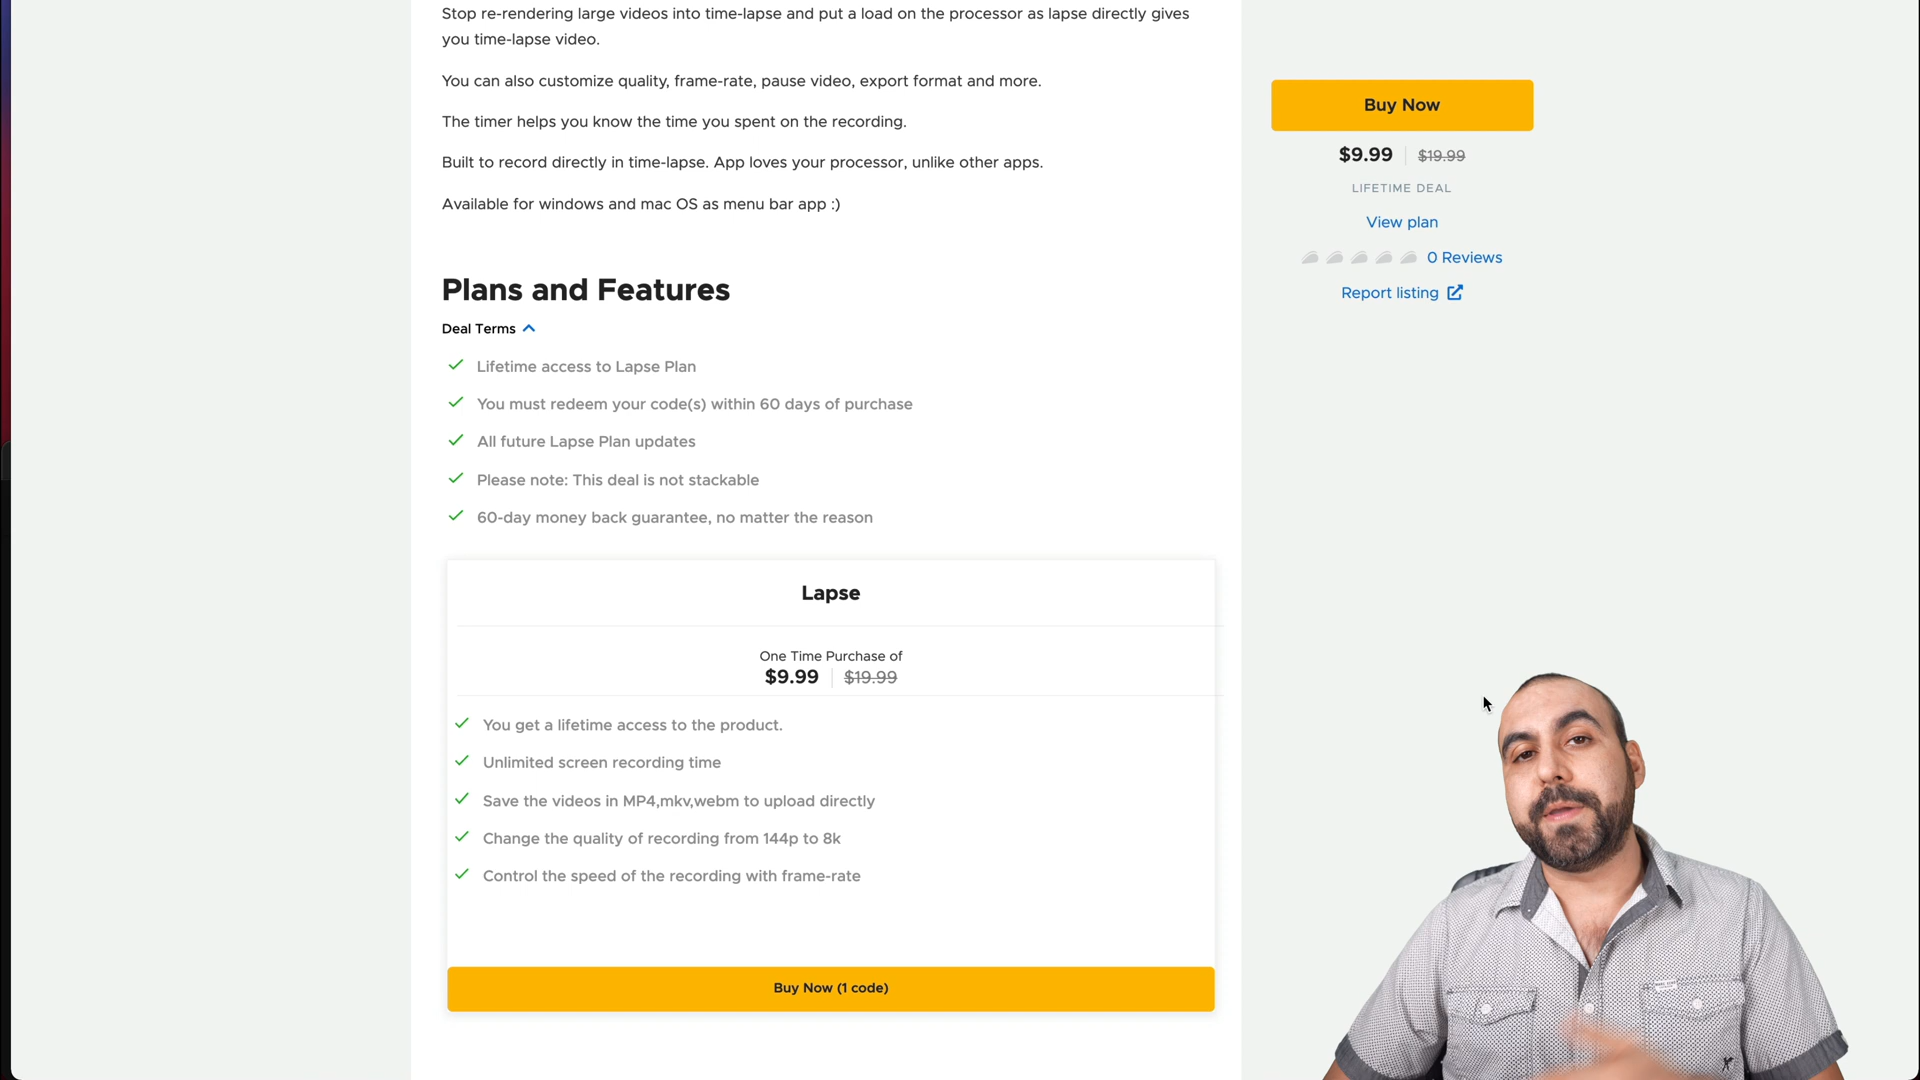 Stop re-rendering large videos into time-lapse and put a load on the processor as lapse directly gives
you time-lapse video.
You can also customize quality, frame-rate, pause video, export format and more.
The timer helps you know the time you spent on the recording.
Built to record directly in time-lapse. App loves your processor, unlike other apps.
Available for windows and mac OS as menu bar app :)
Plans and Features
Deal Terms
Lifetime access to Lapse Plan
You must redeem your code(s) within 60 days of purchase
All future Lapse Plan updates
Please note: This deal is not stackable
60-day money back guarantee, no matter the reason
Lapse
One Time Purchase of
$9.99 $19.99
You get a lifetime access to the product.
Unlimited screen recording time
Save the videos in MP4,mkv,webm to upload directly
Change the quality of recording from 144p to 8k
Control the speed of the recording with frame-rate
Buy Now (1 code)
Buy Now
$9.99 $19.99
LIFETIME DEAL
View plan
0 Reviews
Report listing